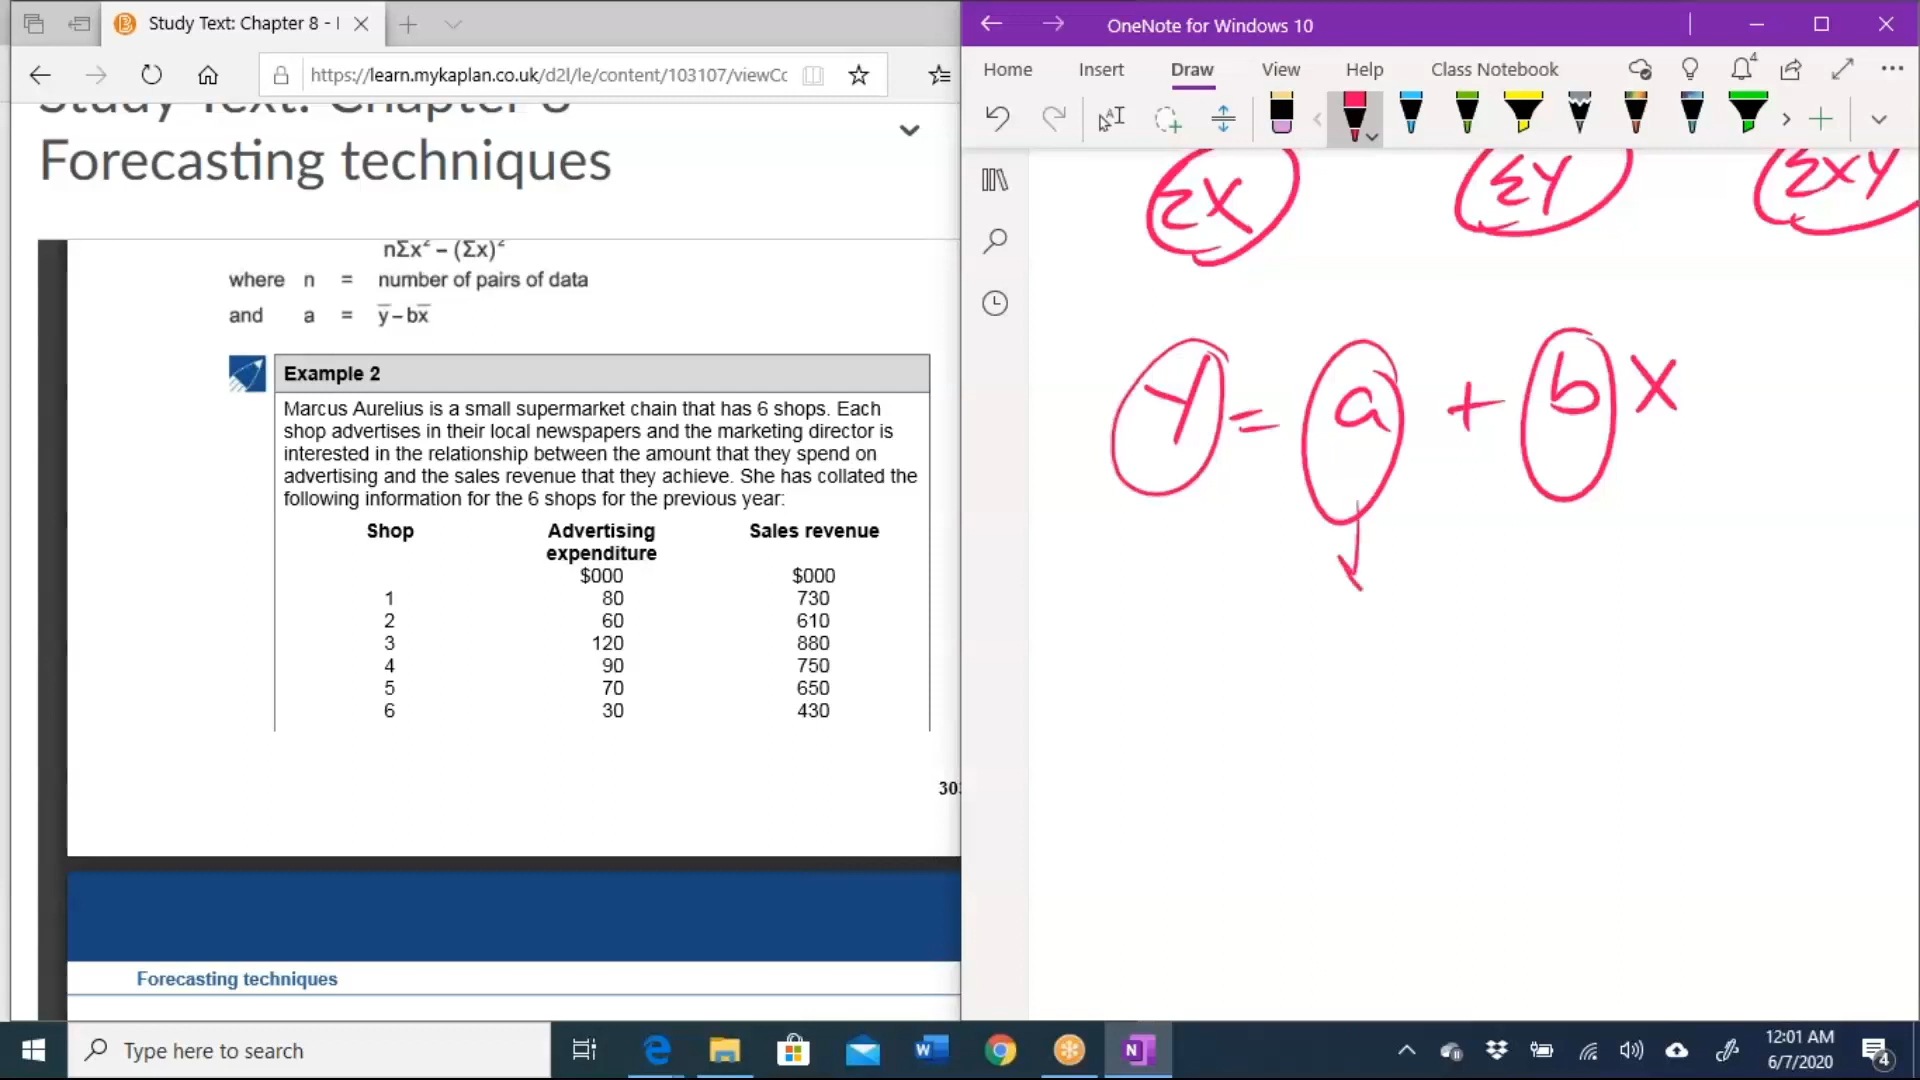 Study Text: Chapter 8 - I
https://learn.mykaplan.co.uk/d2l/le/content/103107/viewCc
Study Text: Chapter 8
Forecasting techniques
nΣx² – (Σx)²
where n = number of pairs of data
and a = y̅ – bx̅
Example 2
Marcus Aurelius is a small supermarket chain that has 6 shops. Each
shop advertises in their local newspapers and the marketing director is
interested in the relationship between the amount that they spend on
advertising and the sales revenue that they achieve. She has collated the
following information for the 6 shops for the previous year:
Shop Advertising Sales revenue
expenditure
$000 $000
1 80 730
2 60 610
3 120 880
4 90 750
5 70 650
6 30 430
303
Forecasting techniques
OneNote for Windows 10
Home Insert Draw View Help Class Notebook 4
ΣX ΣY ΣXY
Y = a + bX
Type here to search
12:01 AM
6/7/2020
4